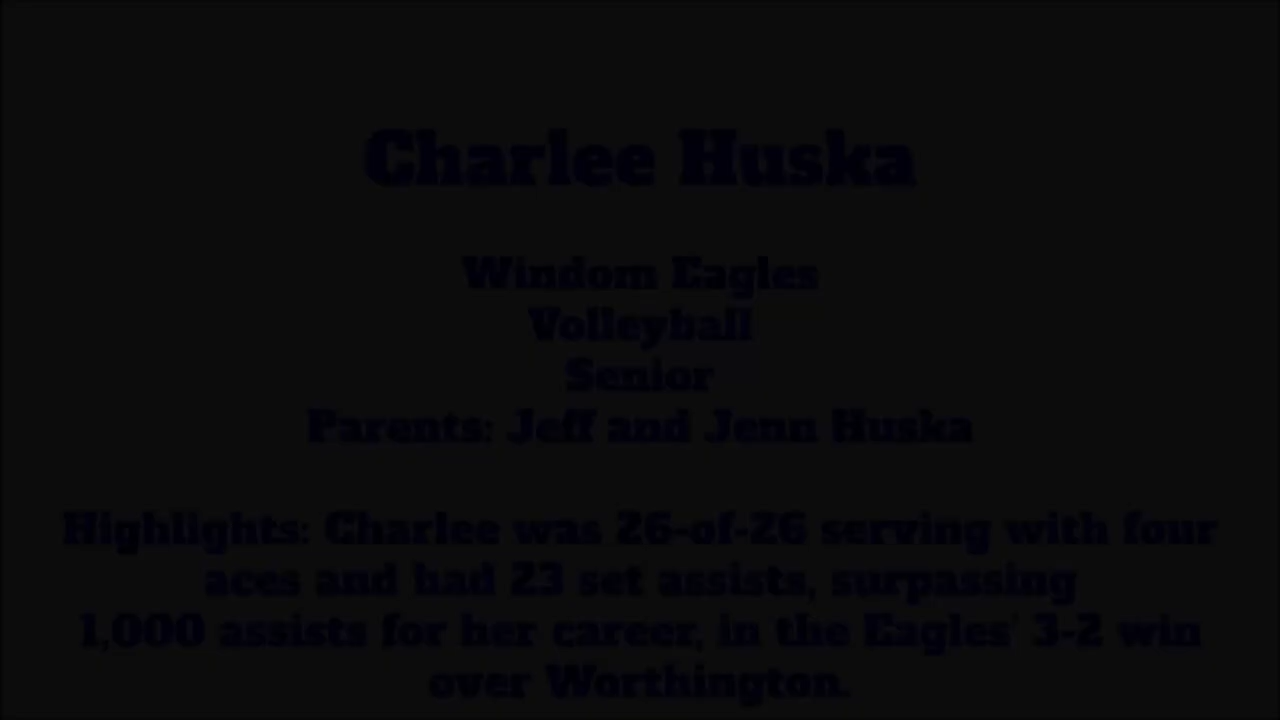 Charlee Huska
Windom Eagles
Volleyball
Senior
Parents: Jeff and Jenn Huska
Highlights: Charlee was 26-of-26 serving with four
aces and had 23 set assists, surpassing
1,000 assists for her career, in the Eagles' 3-2 win
over Worthington.